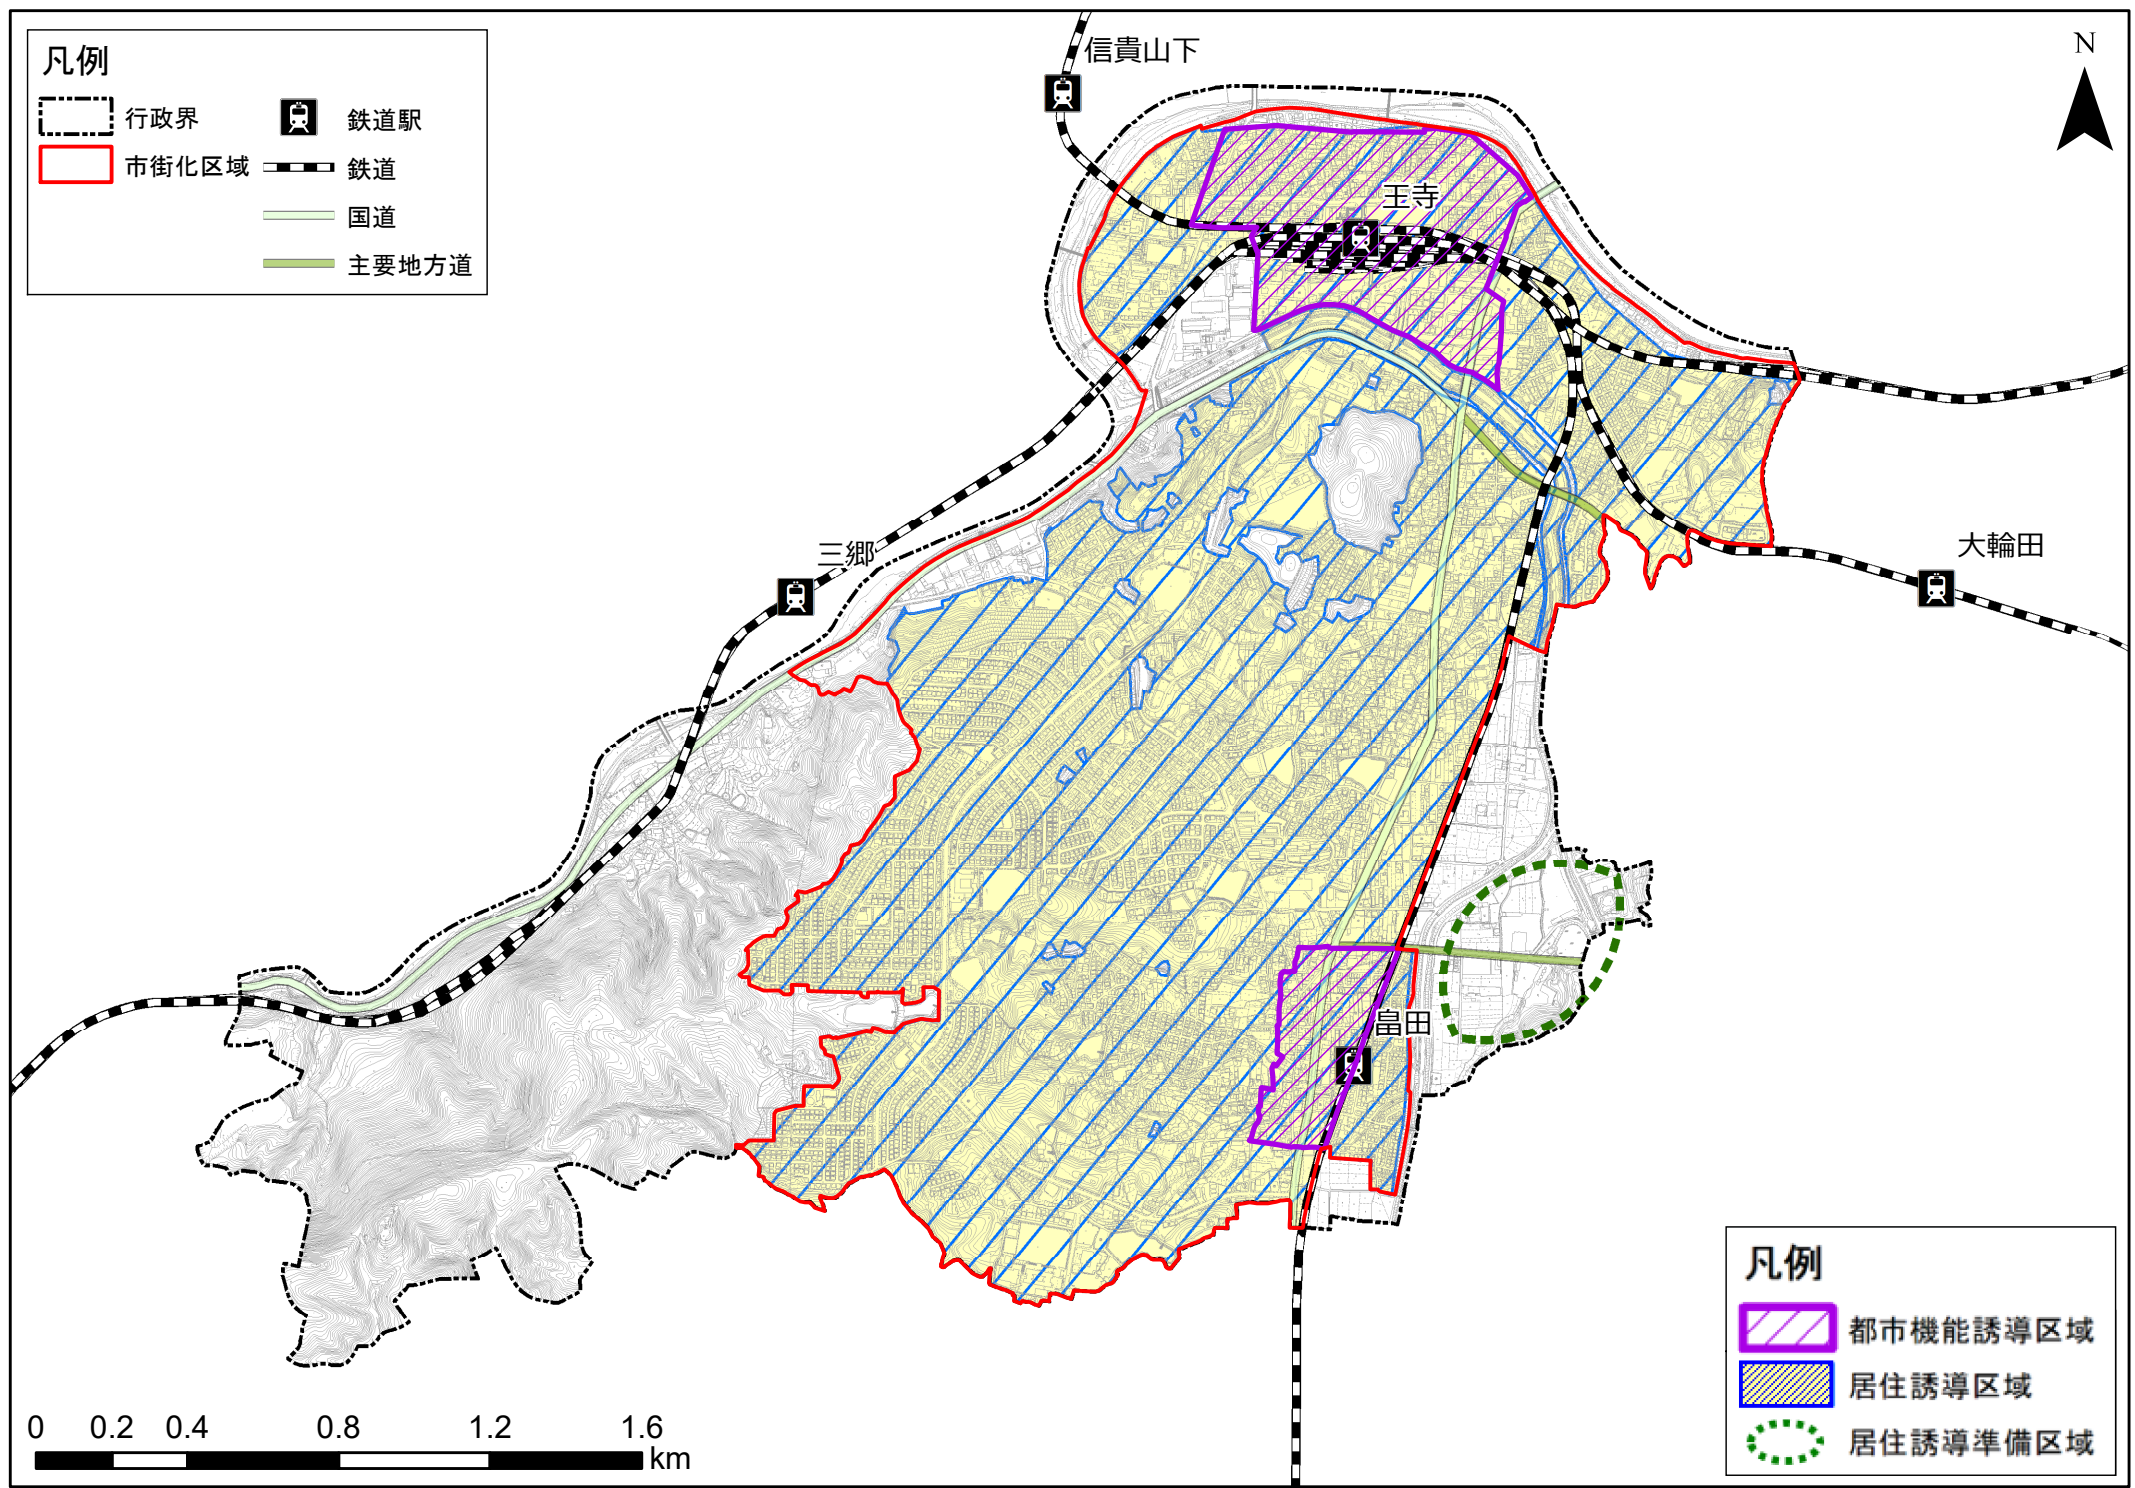 凡例
行政界
鉄道駅
市街化区域
鉄道
国道
主要地方道
信貴山下
N
王寺
三郷
大輪田
畠田
凡例
都市機能誘導区域
居住誘導区域
居住誘導準備区域
0 0.2 0.4 0.8 1.2 1.6
km